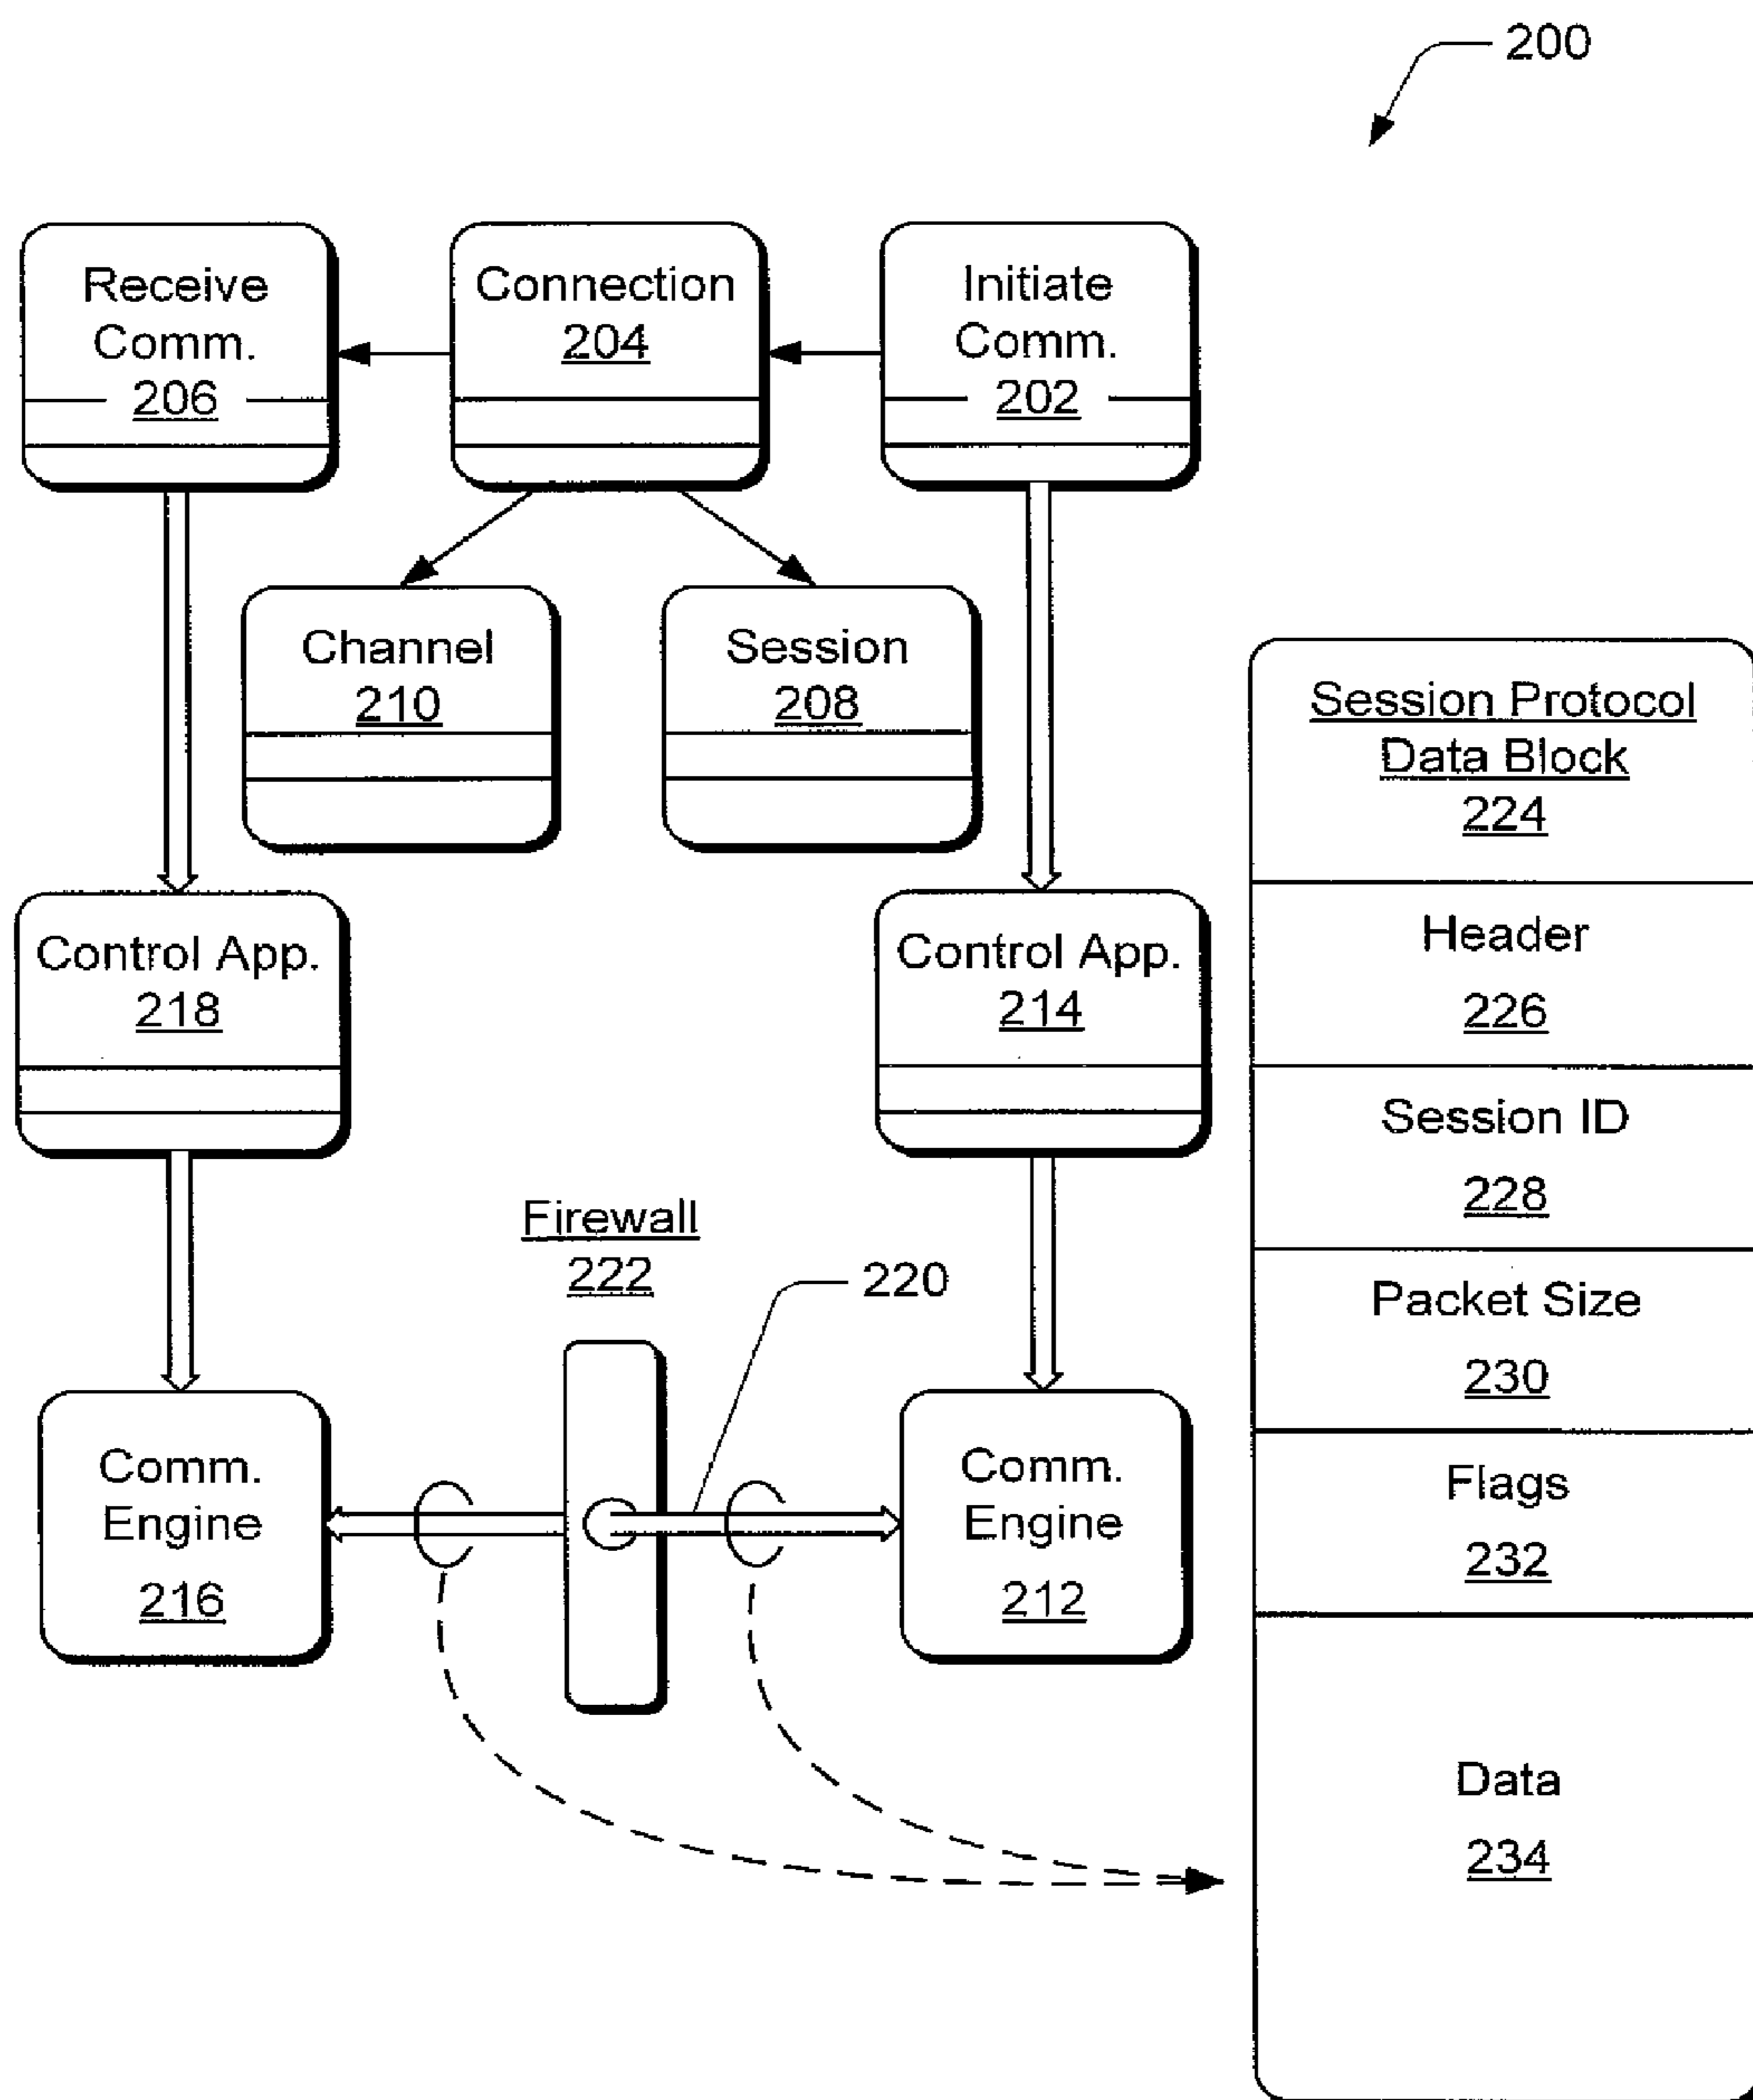 200
Receive
Comm.
206
Connection
204
Initiate
Comm.
202
Channel
210
Session
208
Control App.
218
Control App.
214
Firewall
222
220
Comm.
Engine
216
Comm.
Engine
212
Session Protocol
Data Block
224
Header
226
Session ID
228
Packet Size
230
Flags
232
Data
234